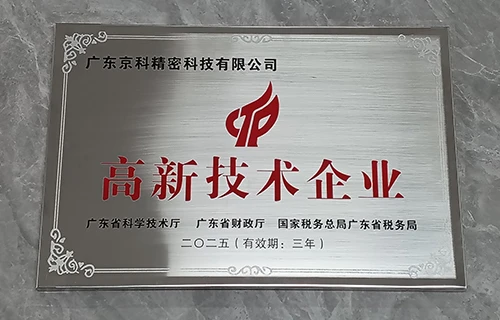 广东京科精密科技有限公司
CTP
高新技术企业
广东省科学技术厅 广东省财政厅 国家税务总局广东省税务局
二〇二五（有效期：三年）